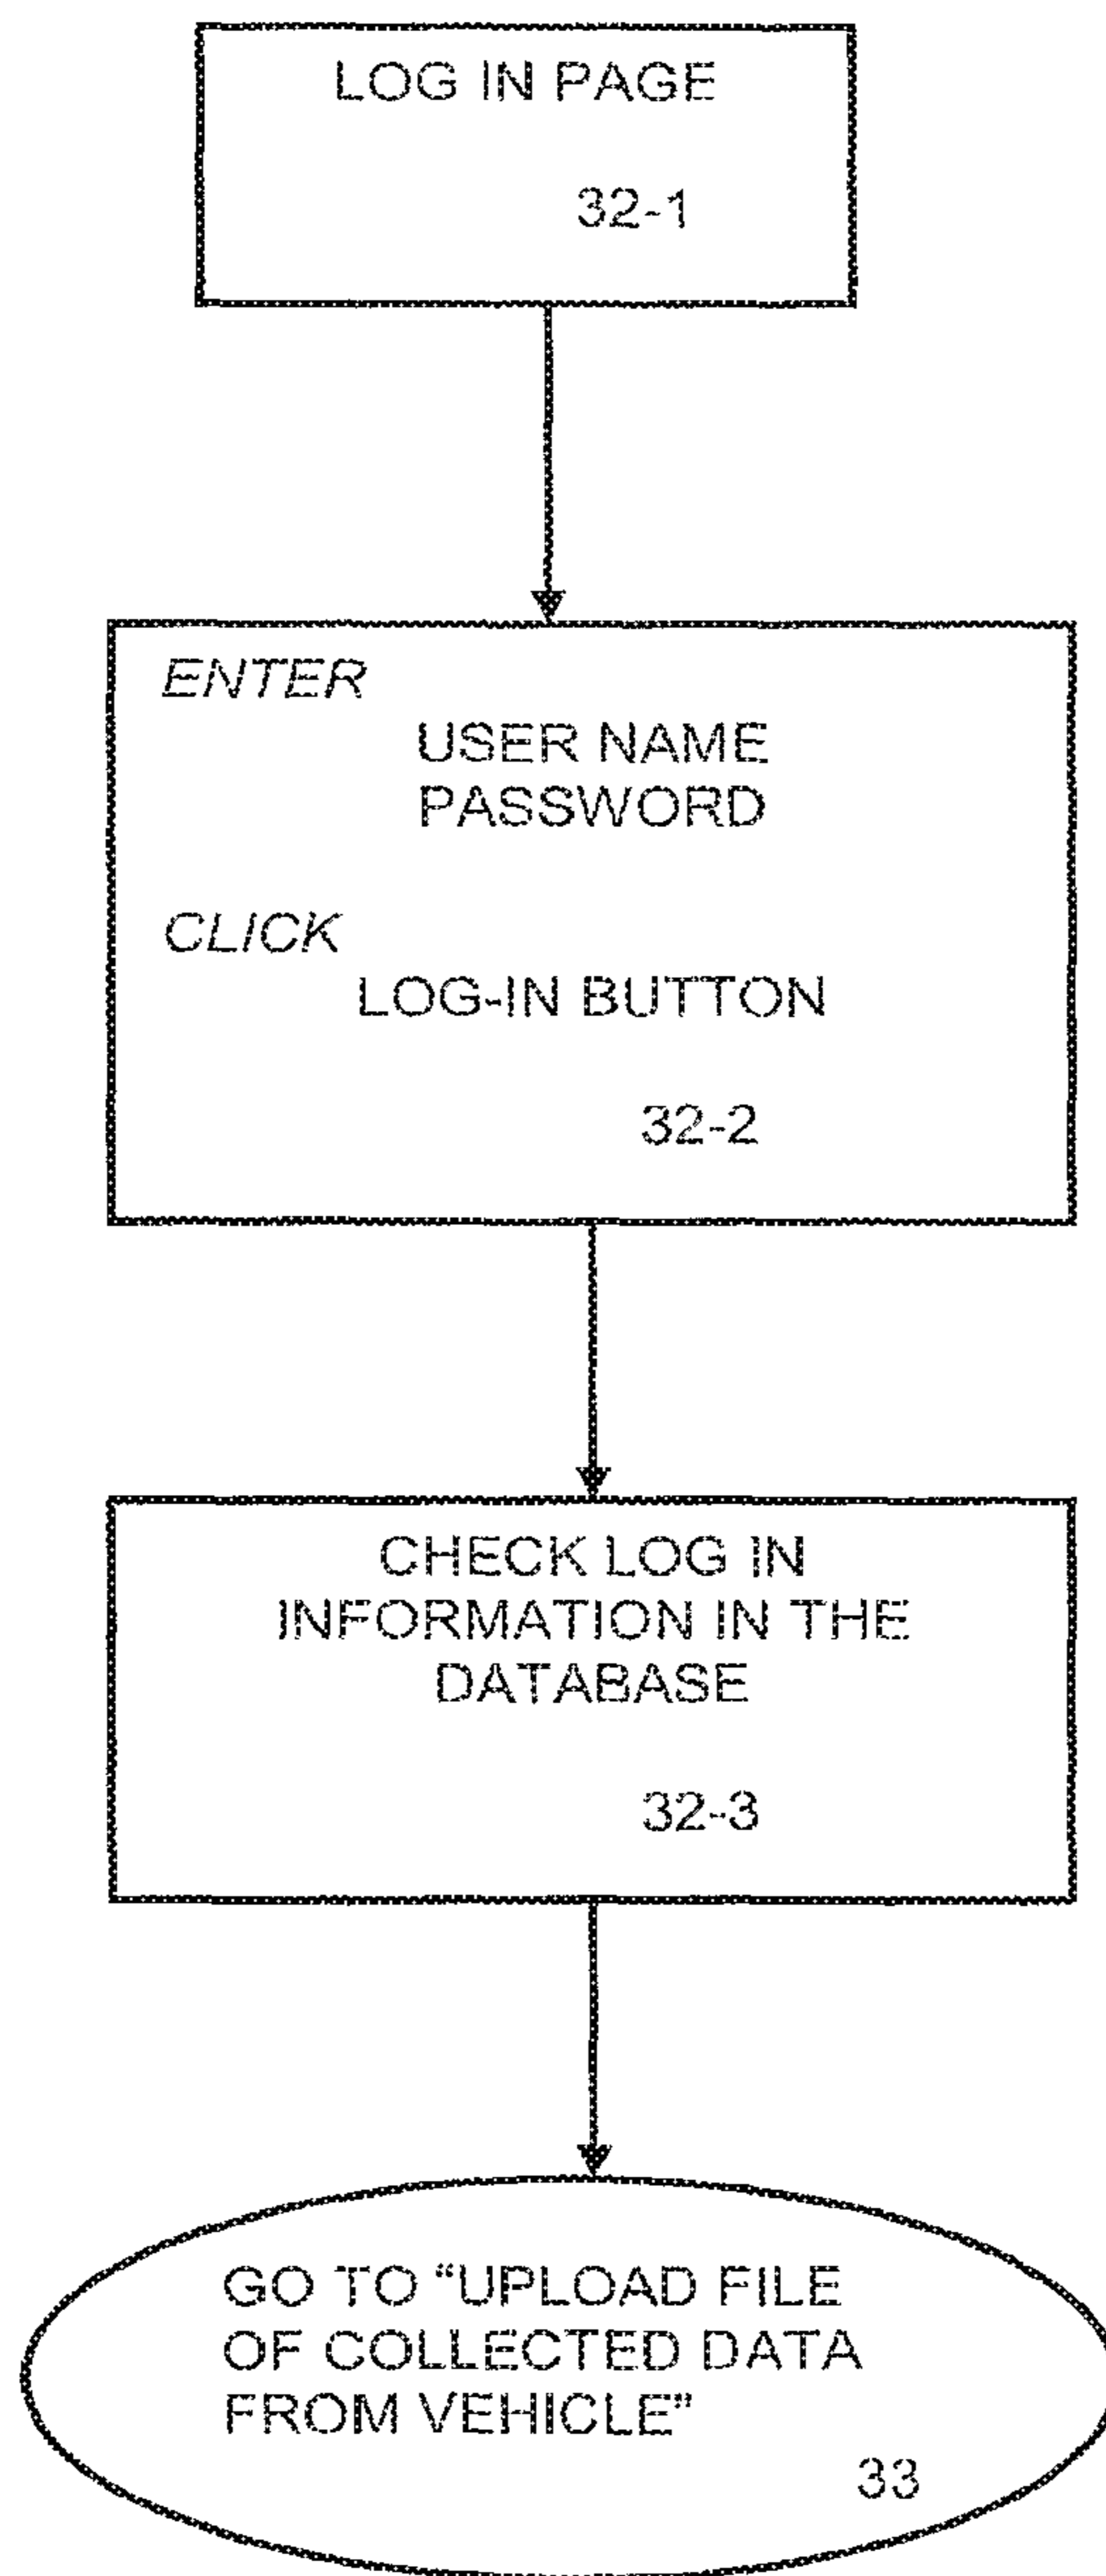 LOG IN PAGE
32-1
ENTER
USER NAME
PASSWORD
CLICK
LOG-IN BUTTON
32-2
CHECK LOG IN
INFORMATION IN THE
DATABASE
32-3
GO TO “UPLOAD FILE
OF COLLECTED DATA
FROM VEHICLE”
33